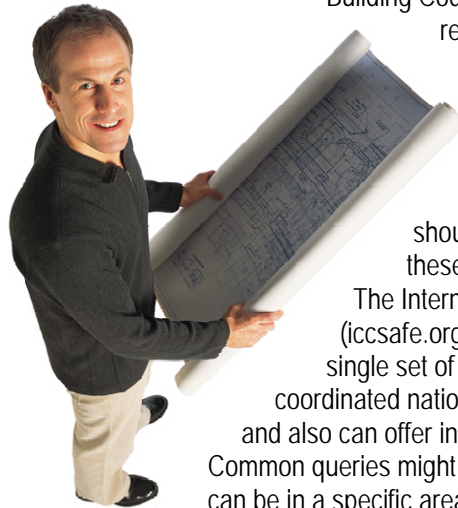 Building
re
shou
these
The Intern
(iccsafe.org
single set of
coordinated natio
and also can offer in
Common queries might
can be in a specific area